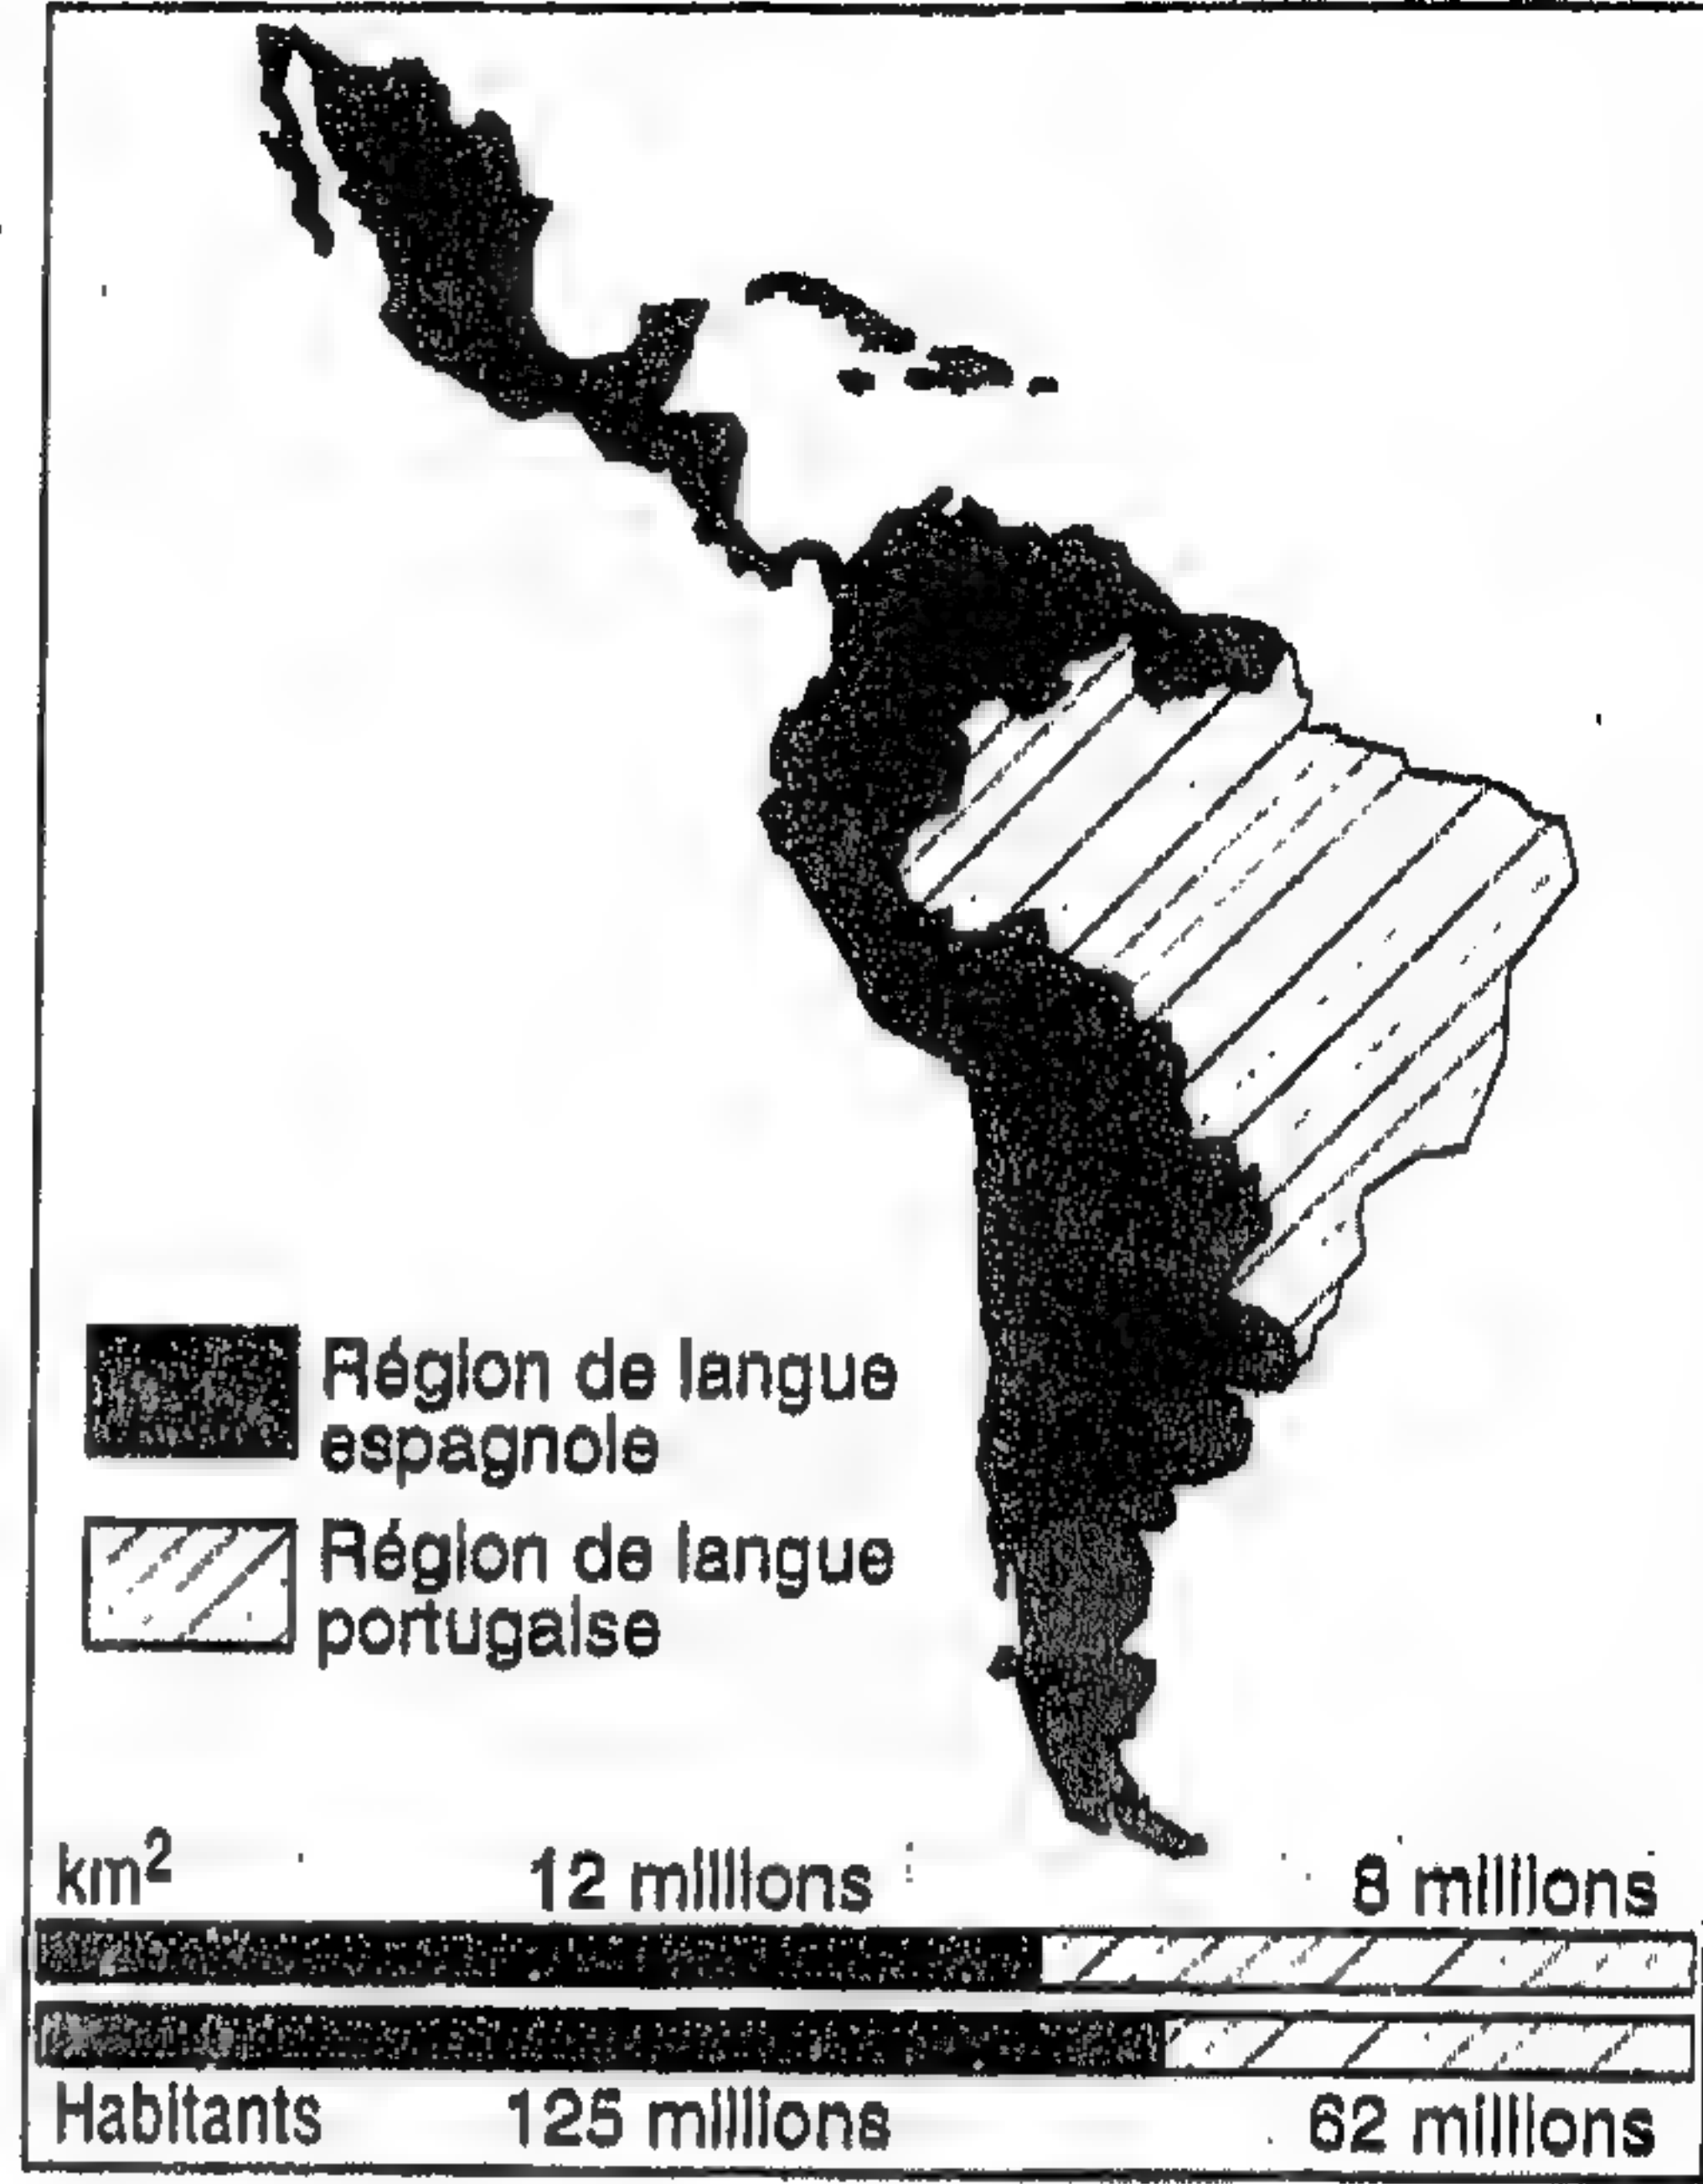 Région de langue
espagnole
Région de langue
portugaise
km²
12 millions
8 millions
Habitants
125 millions
62 millions